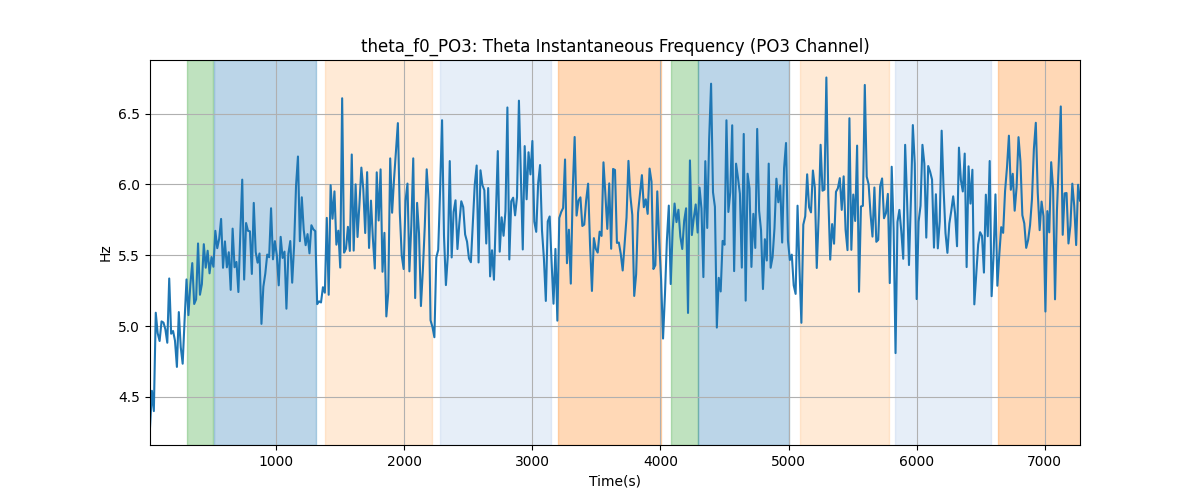 theta_f0_PO3: Theta Instantaneous Frequency (PO3 Channel)
Hz
6.5
6.0
5.5
5.0
4.5
1000 2000 3000 4000 5000 6000 7000
Time(s)